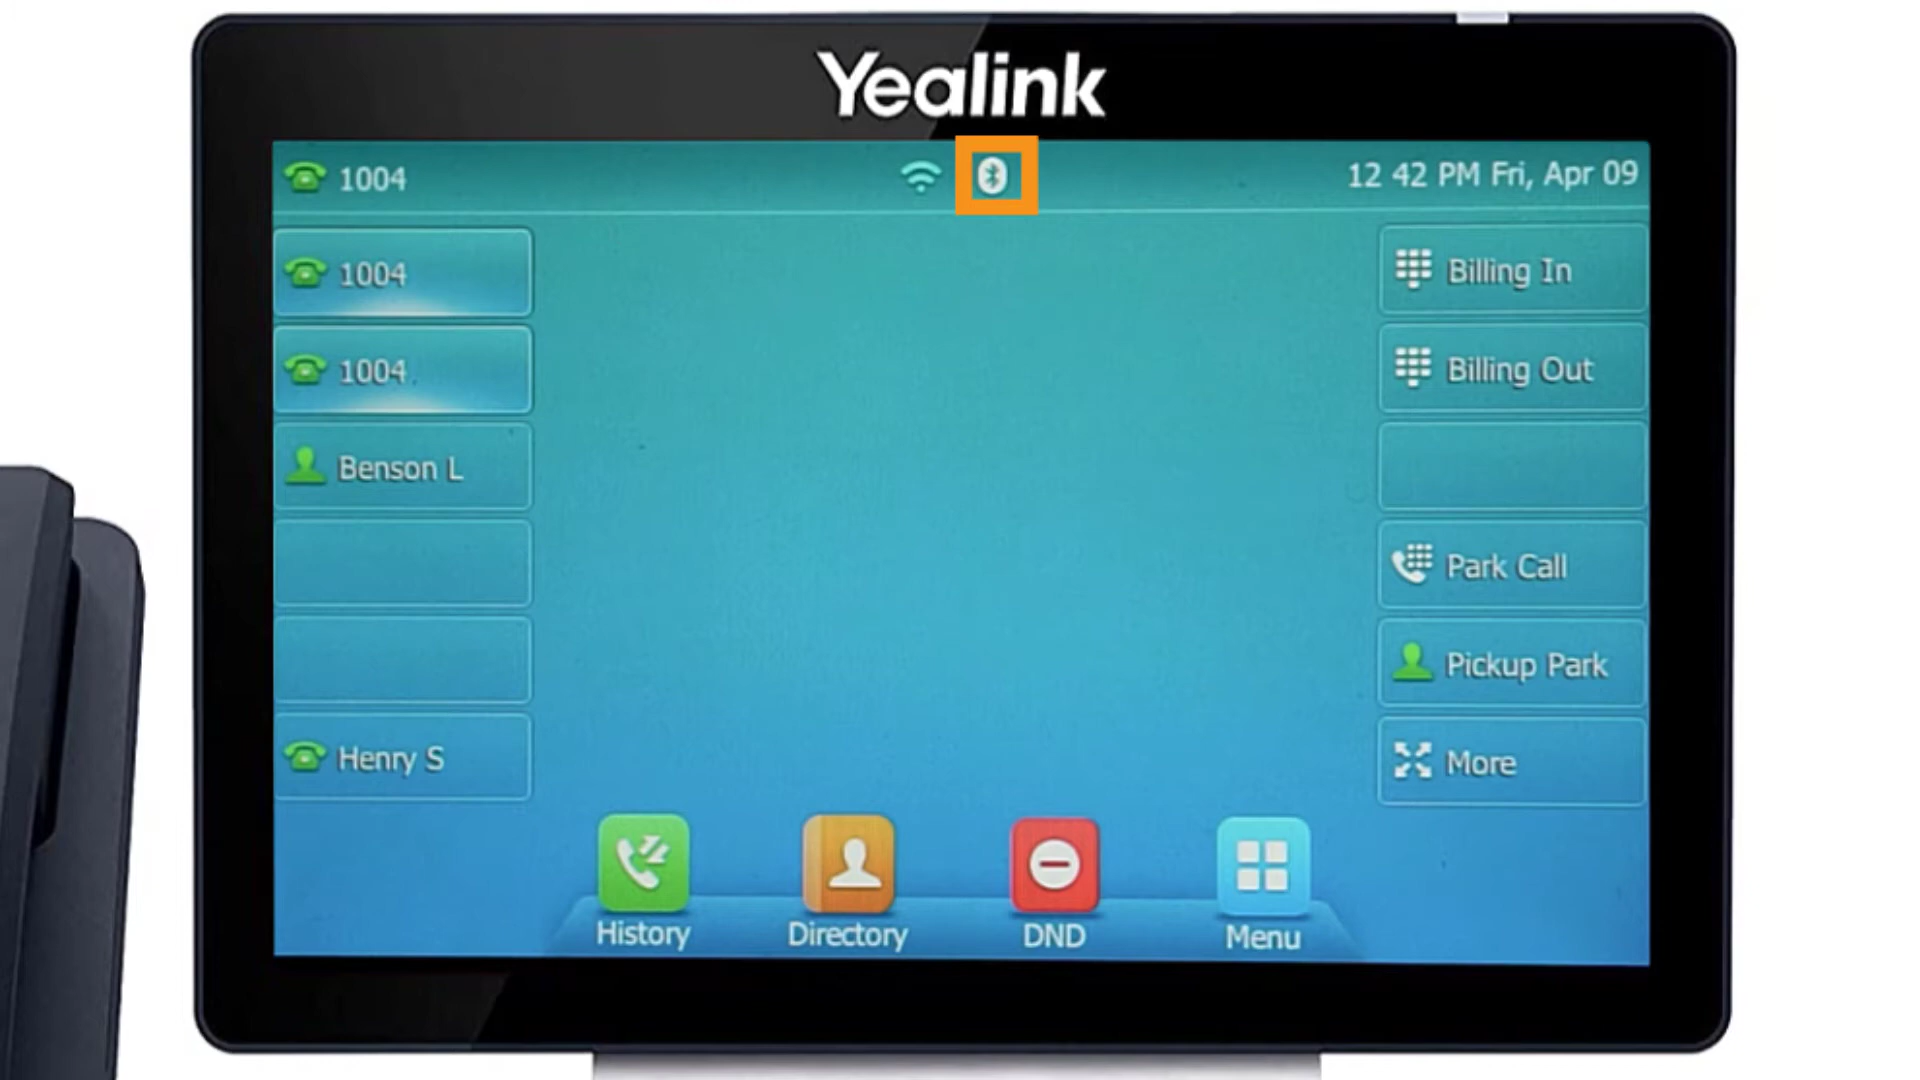 Yealink
1004
12 42 PM Fri, Apr 09
1004
1004
Benson L
Henry S
Billing In
Billing Out
Park Call
Pickup Park
More
History
Directory
DND
Menu